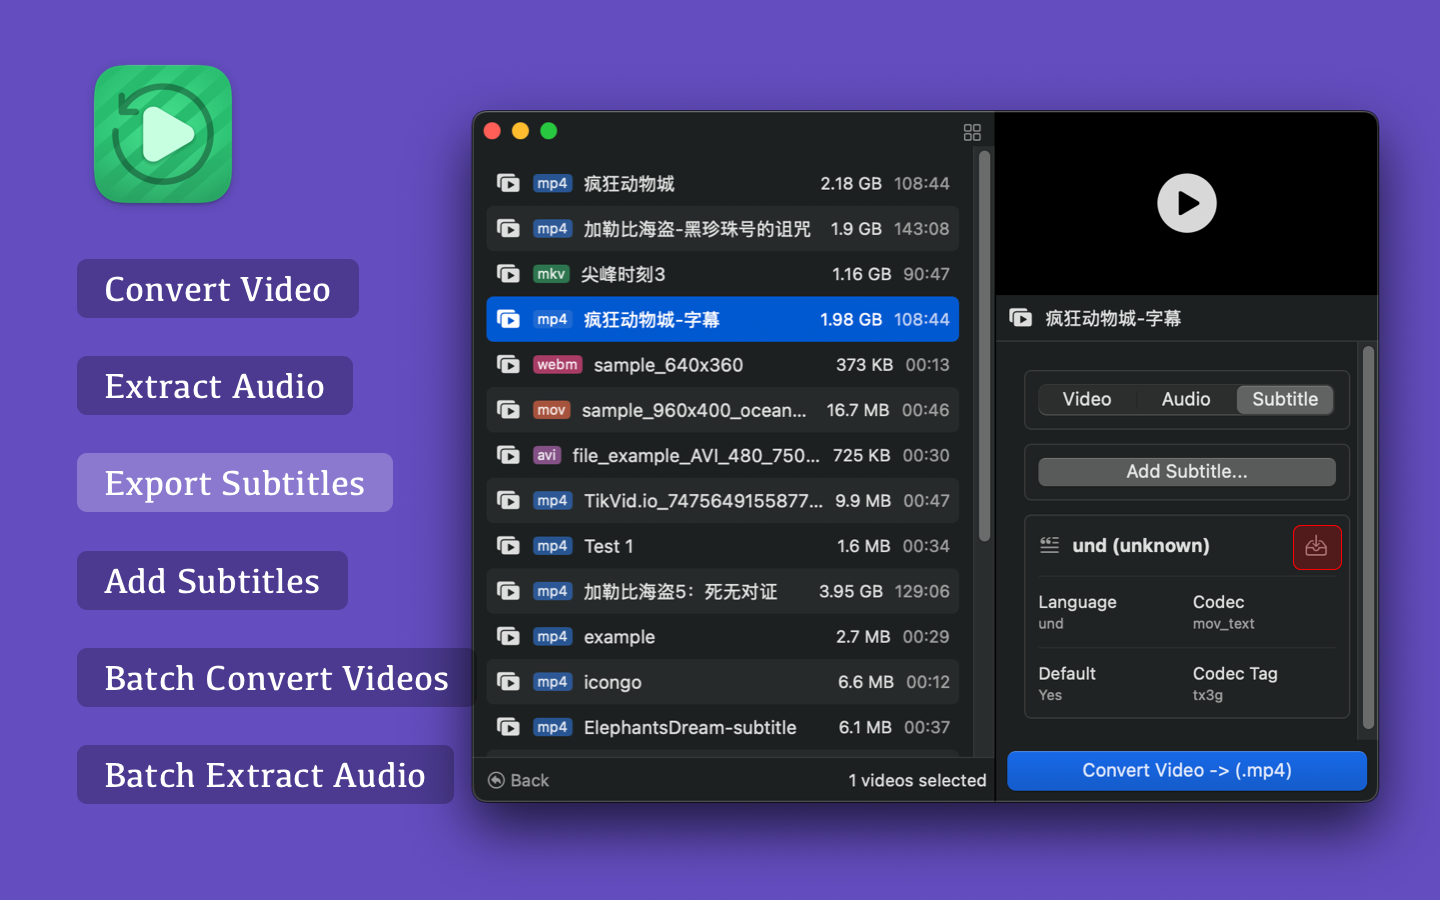 Convert Video
Extract Audio
Export Subtitles
Add Subtitles
Batch Convert Videos
Batch Extract Audio
mp4 疯狂动物城 2.18 GB 108:44
mp4 加勒比海盗-黑珍珠号的诅咒 1.9 GB 143:08
mkv 尖峰时刻3 1.16 GB 90:47
mp4 疯狂动物城-字幕 1.98 GB 108:44
webm sample_640x360 373 KB 00:13
mov sample_960x400_ocean... 16.7 MB 00:46
avi file_example_AVI_480_750... 725 KB 00:30
mp4 TikVid.io_7475649155877... 9.9 MB 00:47
mp4 Test 1 1.6 MB 00:34
mp4 加勒比海盗5：死无对证 3.95 GB 129:06
mp4 example 2.7 MB 00:29
mp4 icongo 6.6 MB 00:12
mp4 ElephantsDream-subtitle 6.1 MB 00:37
Back 1 videos selected
疯狂动物城-字幕
Video Audio Subtitle
Add Subtitle...
und (unknown)
Language Codec
und mov_text
Default Codec Tag
Yes tx3g
Convert Video -> (.mp4)